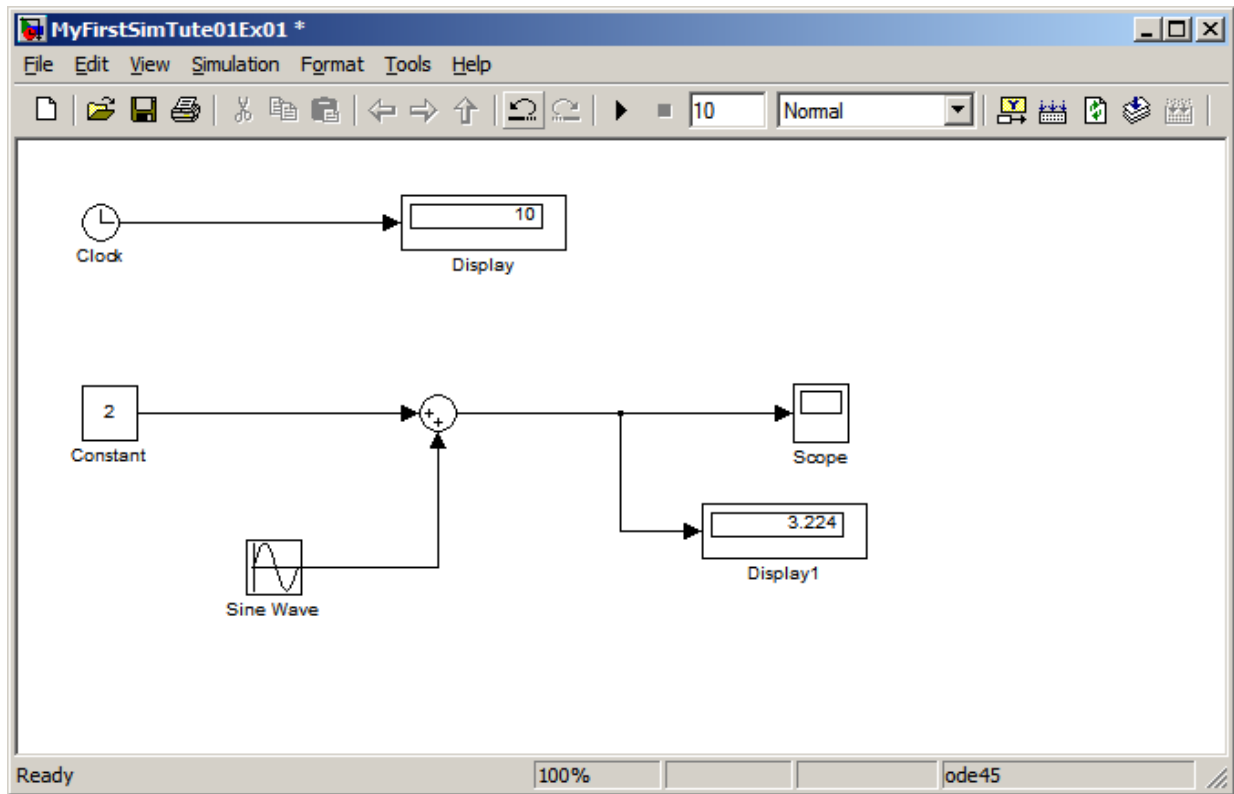 MyFirstSimTute01Ex01 *
File Edit View Simulation Format Tools Help
10 Normal
10
Clock
Display
2
Constant
Scope
3.224
Display1
Sine Wave
Ready 100% ode45